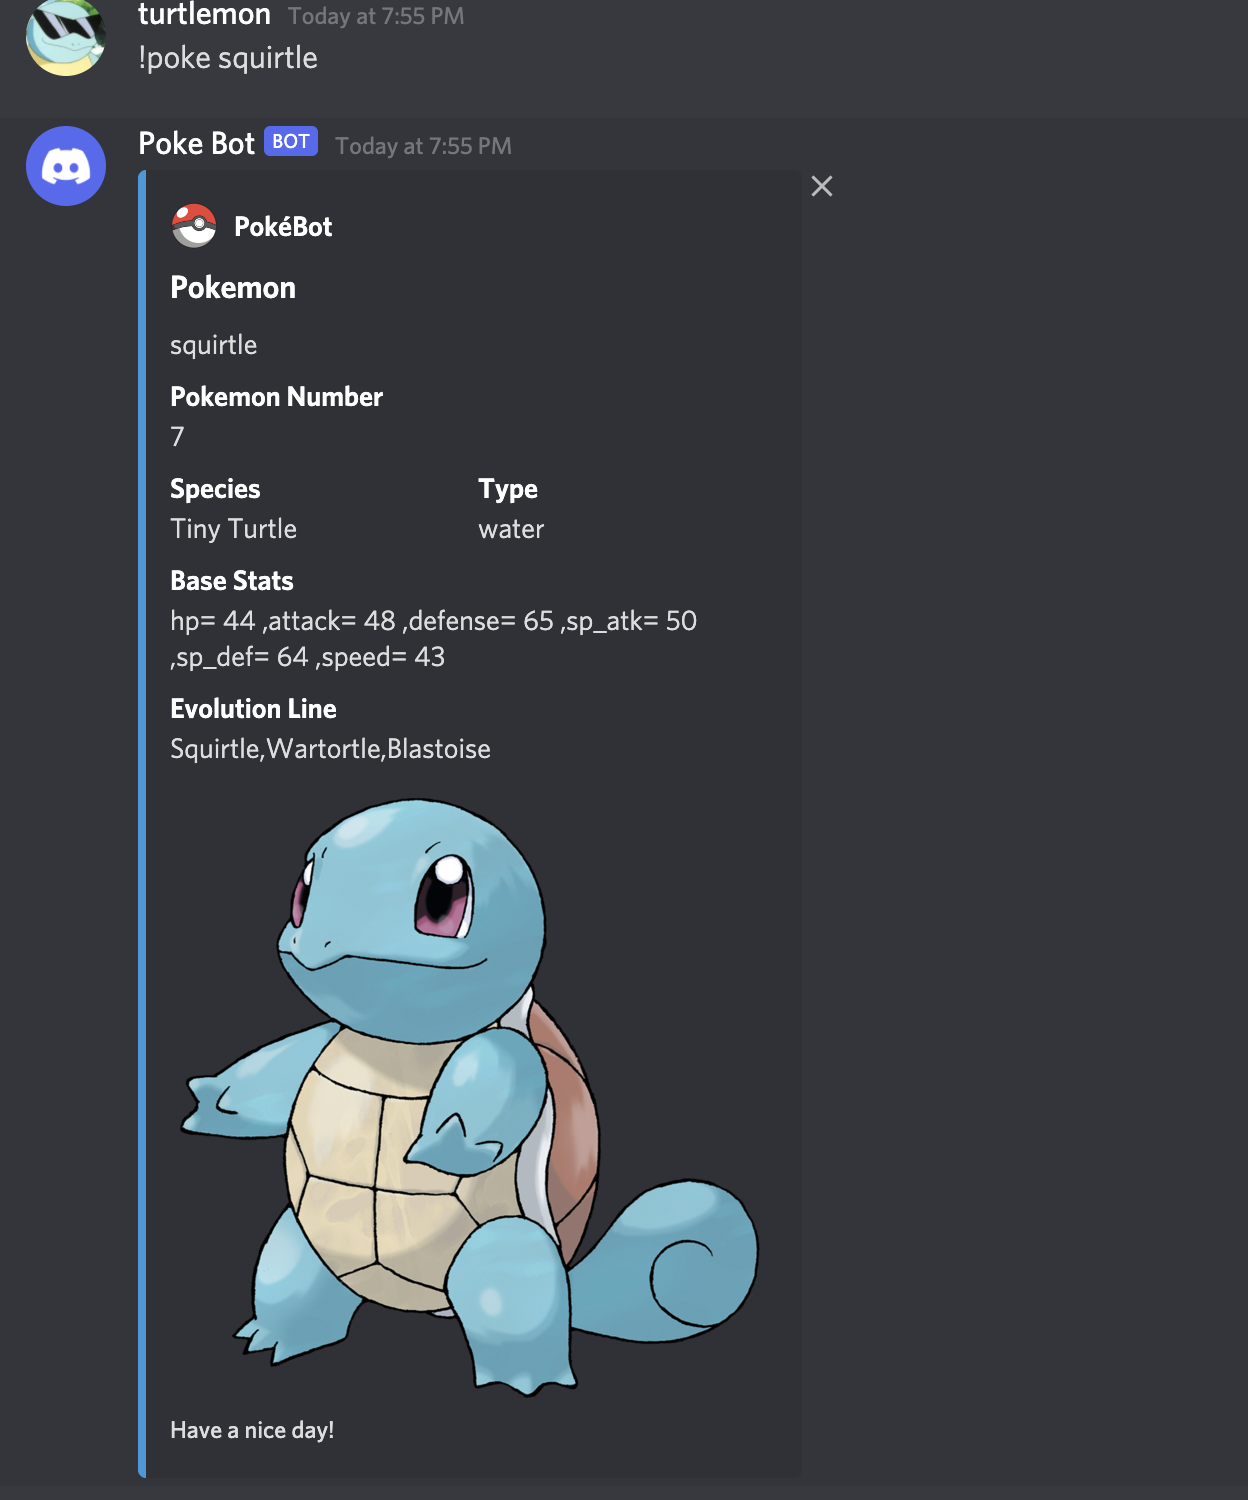 turtlemon Today at 7:55 PM
!poke squirtle
Poke Bot BOT Today at 7:55 PM
PokéBot
Pokemon
squirtle
Pokemon Number
7
Species Type
Tiny Turtle water
Base Stats
hp= 44 ,attack= 48 ,defense= 65 ,sp_atk= 50
,sp_def= 64 ,speed= 43
Evolution Line
Squirtle,Wartortle,Blastoise
Have a nice day!